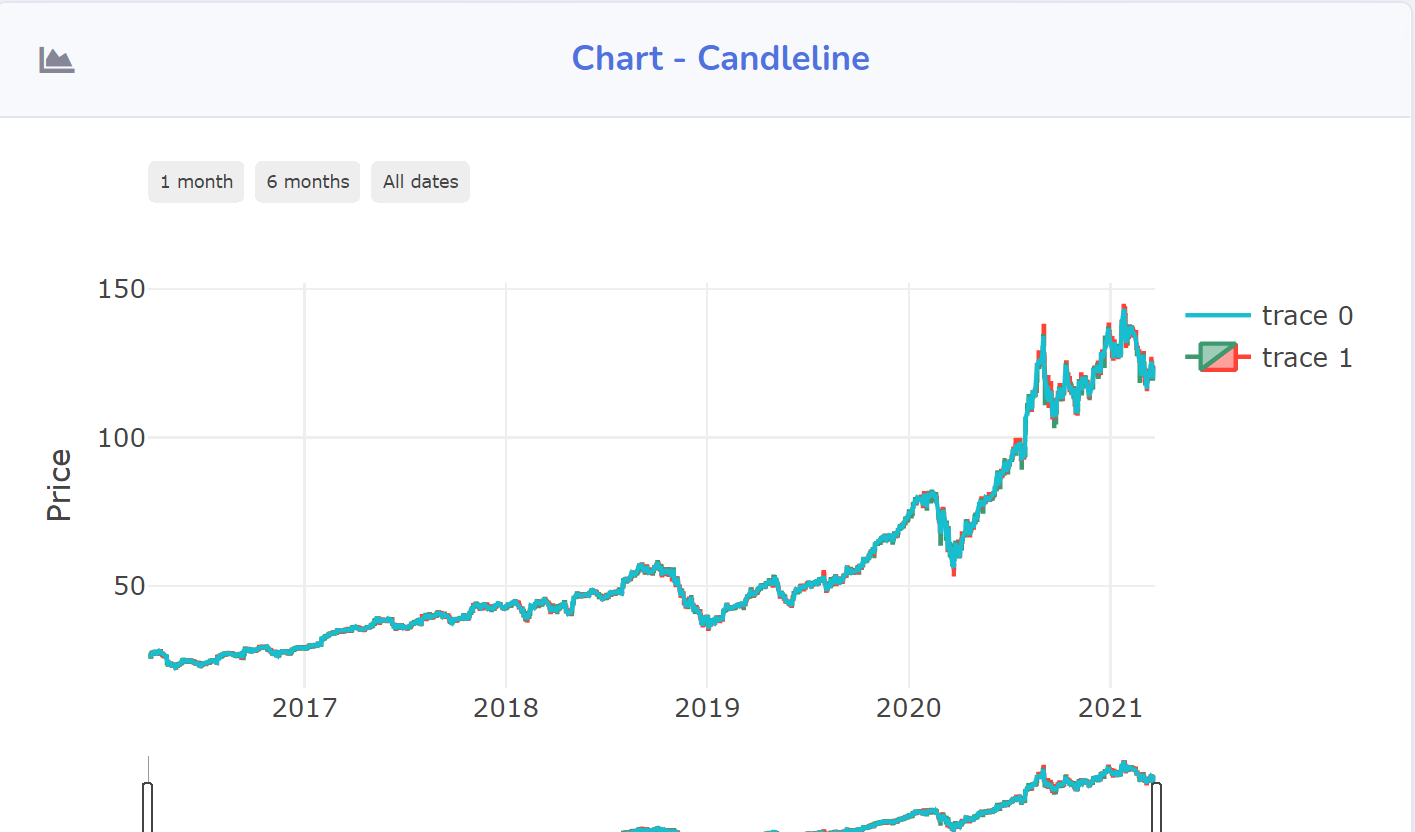 Chart - Candleline
1 month 6 months All dates
150
100
50
Price
2017 2018 2019 2020 2021
trace 0
trace 1